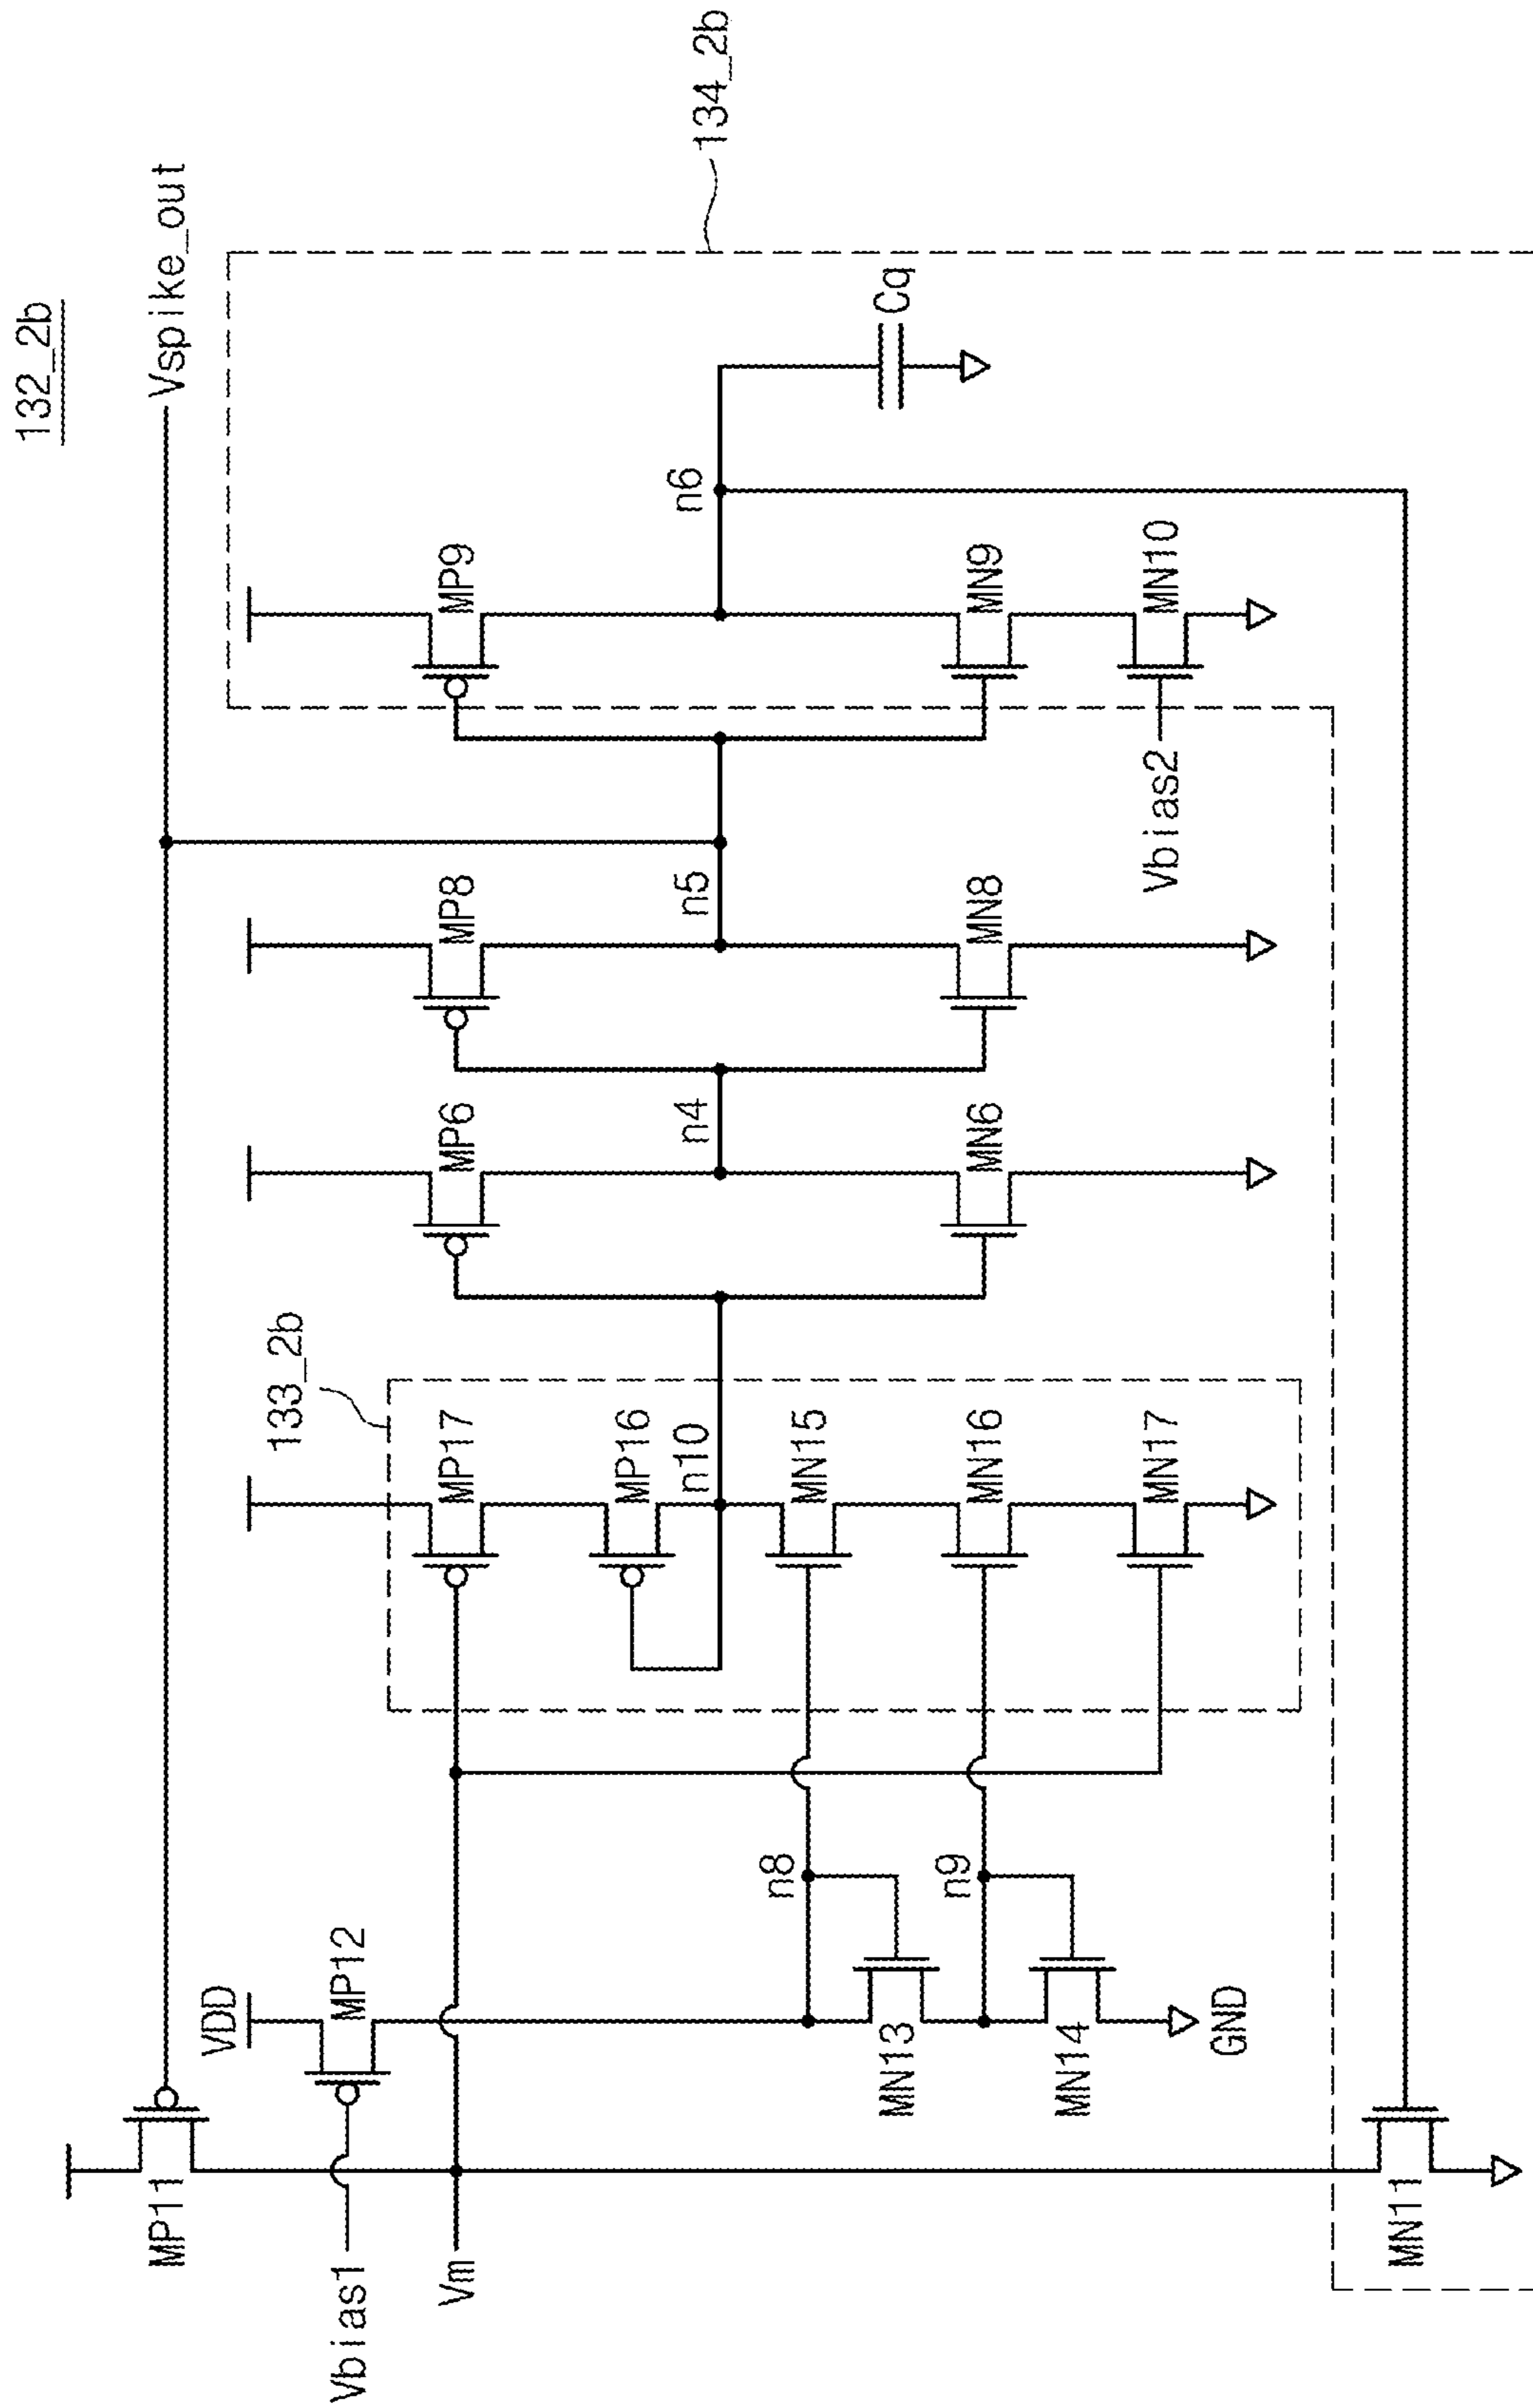 132_2b
Vspike_out
134_2b
MP11
VDD
MP12
Vbias1
Vm
133_2b
MP17
MP16
n10
MN15
MN16
MN17
n8
n9
MN13
MN14
GND
MP6
n4
MN6
MP8
n5
MN8
MP9
n6
Cq
MN9
MN10
Vbias2
MN11